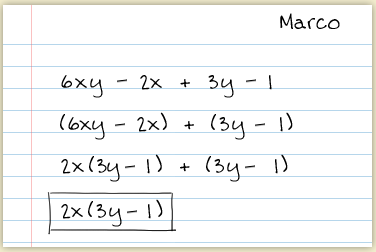 Marco
6xy - 2x + 3y - 1
(6xy - 2x) + (3y - 1)
2x(3y - 1) + (3y - 1)
2x(3y - 1)